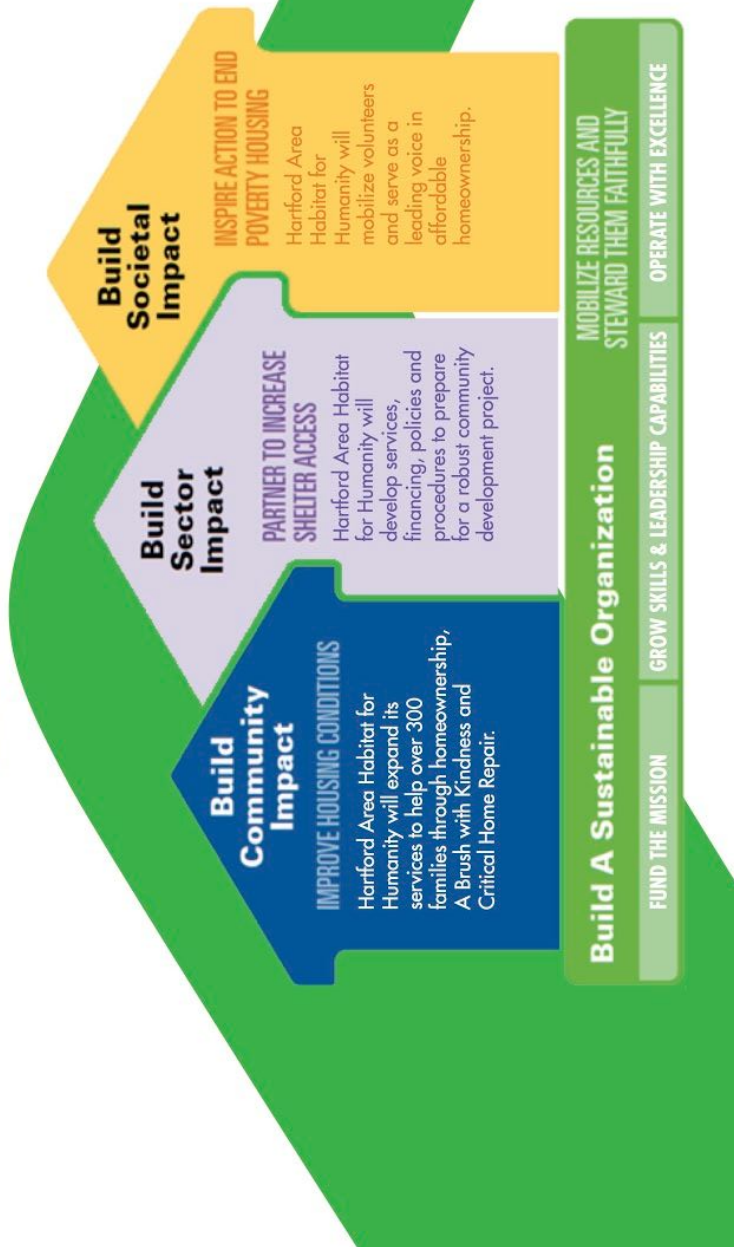 Build
Community
Impact
IMPROVE HOUSING CONDITIONS
Hartford Area Habitat for
Humanity will expand its
services to help over 300
families through homeownership,
A Brush with Kindness and
Critical Home Repair.
Build
Sector
Impact
PARTNER TO INCREASE
SHELTER ACCESS
Hartford Area Habitat
for Humanity will
develop services,
financing, policies and
procedures to prepare
for a robust community
development project.
Build
Societal
Impact
INSPIRE ACTION TO END
POVERTY HOUSING
Hartford Area
Habitat for
Humanity will
mobilize volunteers
and serve as a
leading voice in
affordable
homeownership.
Build A Sustainable Organization
MOBILIZE RESOURCES AND
STEWARD THEM FAITHFULLY
FUND THE MISSION
GROW SKILLS & LEADERSHIP CAPABILITIES
OPERATE WITH EXCELLENCE